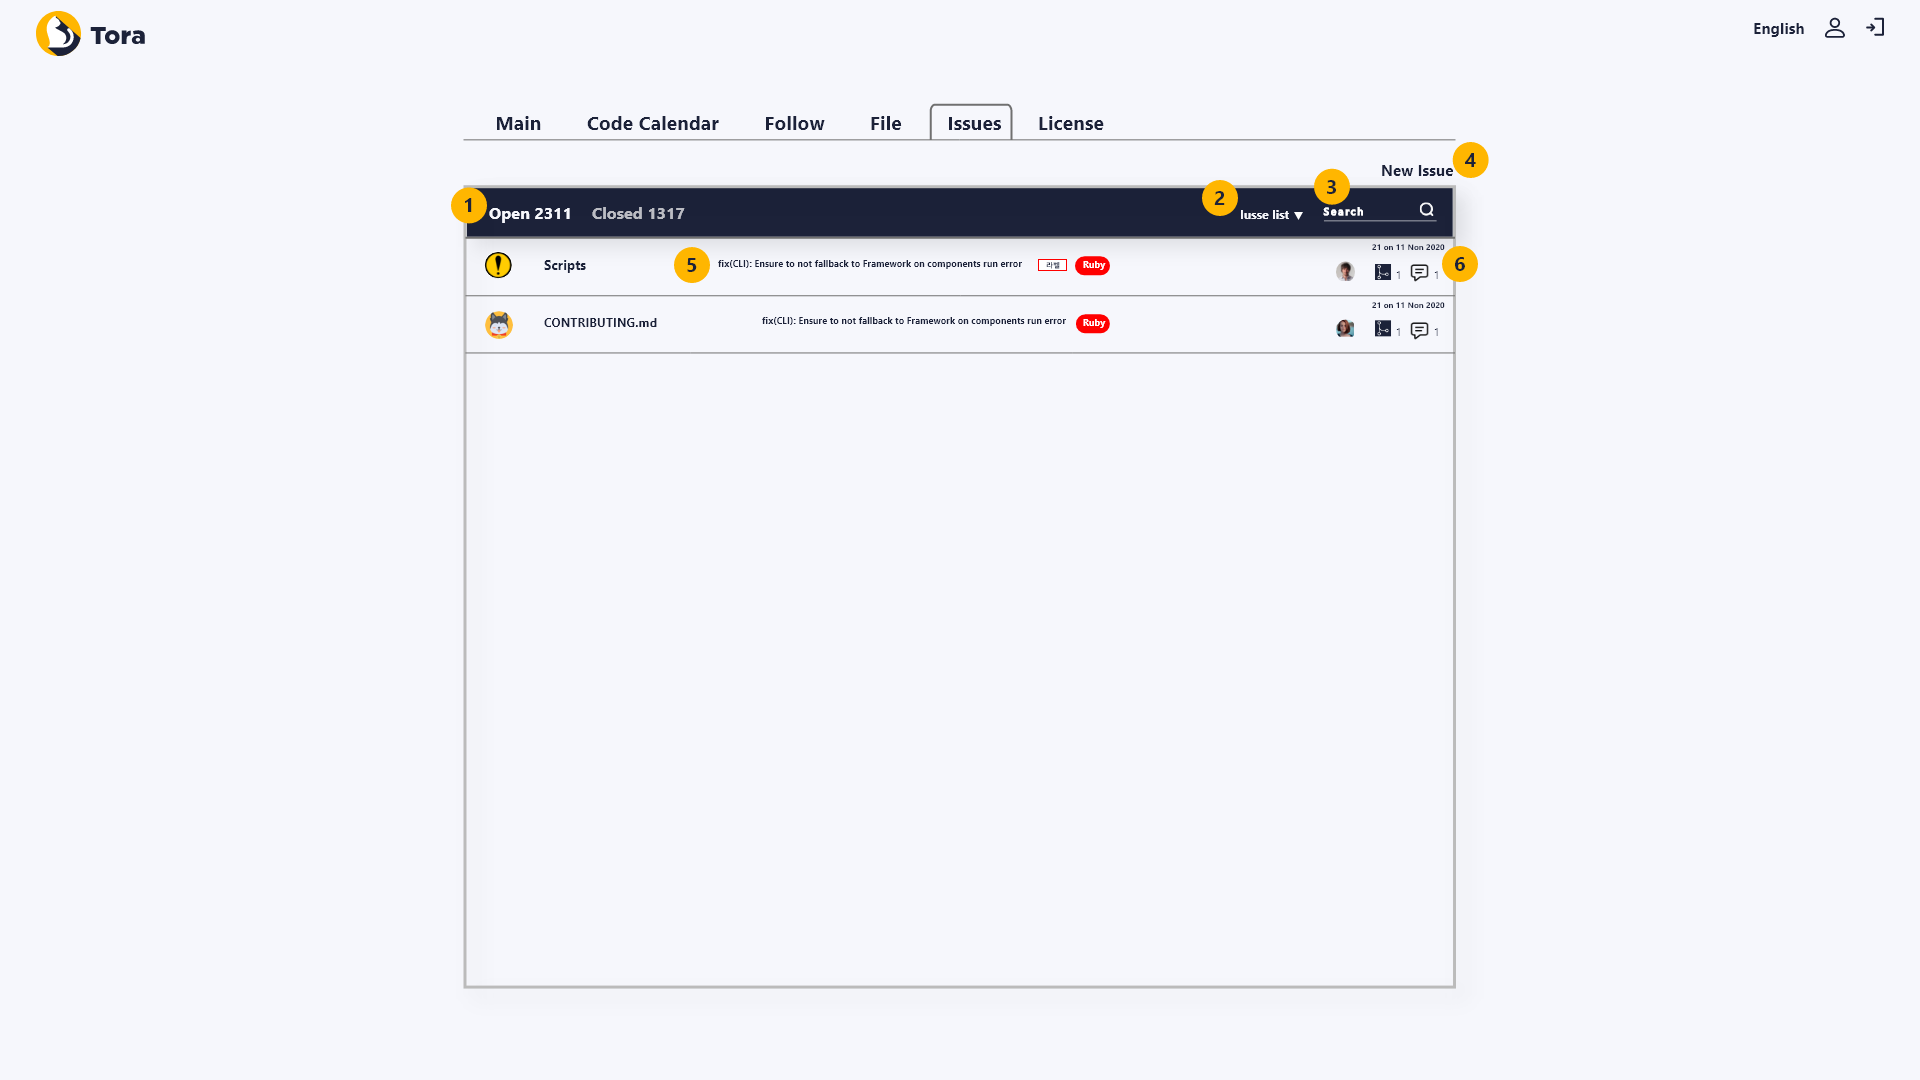 Tora
English
Main Code Calendar Follow File Issues License
New Issue 4
1 Open 2311 Closed 1317 2 Iusse list ▼ 3 Search
21 on 11 Non 2020
Scripts 5 fix(CLI): Ensure to not fallback to Framework on components run error 라벨 Ruby 1 1 6
21 on 11 Non 2020
CONTRIBUTING.md fix(CLI): Ensure to not fallback to Framework on components run error Ruby 1 1